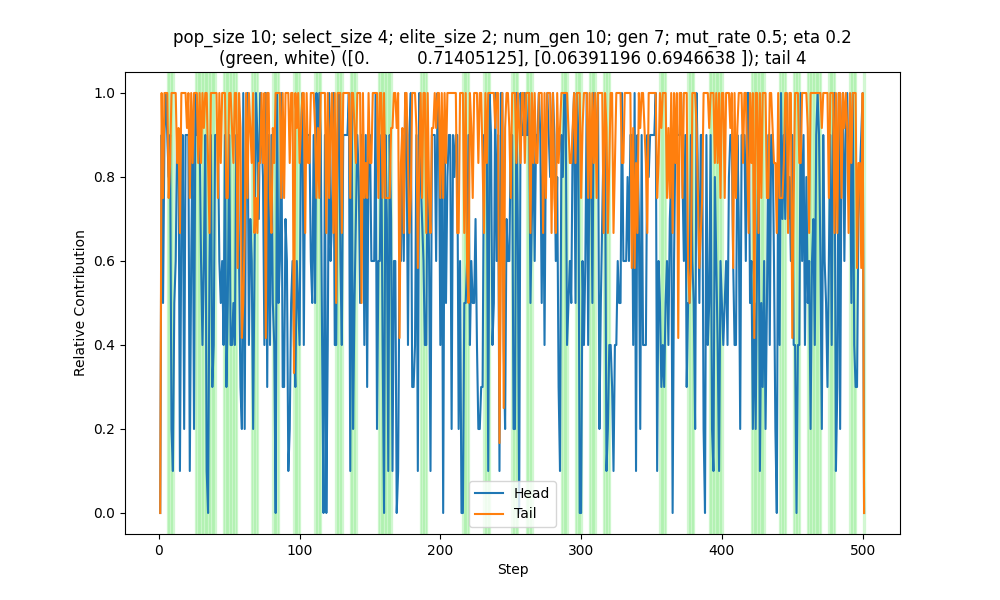 pop_size 10; select_size 4; elite_size 2; num_gen 10; gen 7; mut_rate 0.5; eta 0.2
(green, white) ([0.         0.71405125], [0.06391196 0.6946638 ]); tail 4
1.0
0.8
0.6
0.4
0.2
0.0
Relative Contribution
Head
Tail
0
100
200
300
400
500
Step